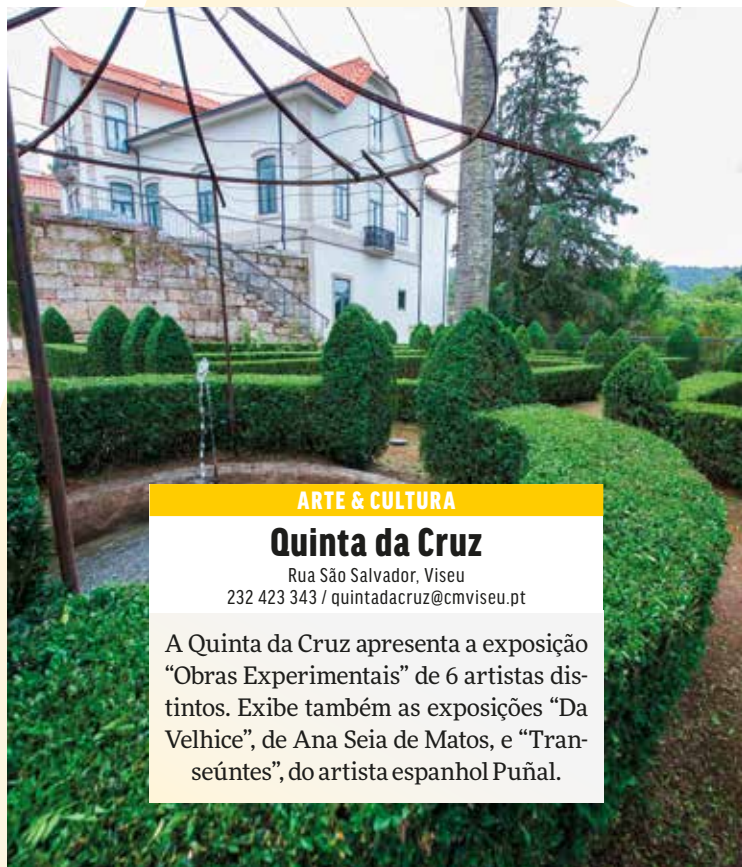 ARTE & CULTURA
Quinta da Cruz
Rua São Salvador, Viseu
232 423 343 / quintadacruz@cmviseu.pt
A Quinta da Cruz apresenta a exposição
“Obras Experimentais” de 6 artistas dis-
tintos. Exibe também as exposições “Da
Velhice”, de Ana Seia de Matos, e “Tran-
seúntes”, do artista espanhol Puñal.